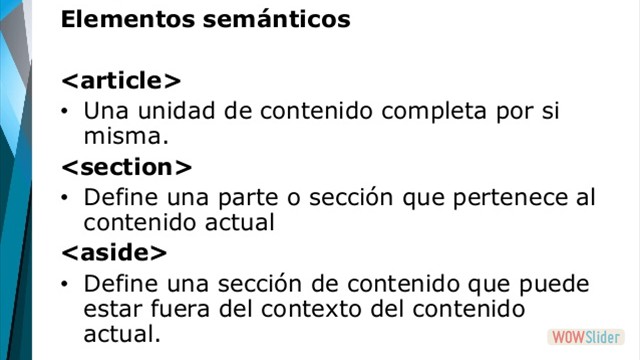 Elementos semánticos
<article>
• Una unidad de contenido completa por si
misma.
<section>
• Define una parte o sección que pertenece al
contenido actual
<aside>
• Define una sección de contenido que puede
estar fuera del contexto del contenido
actual.
WOWSlider